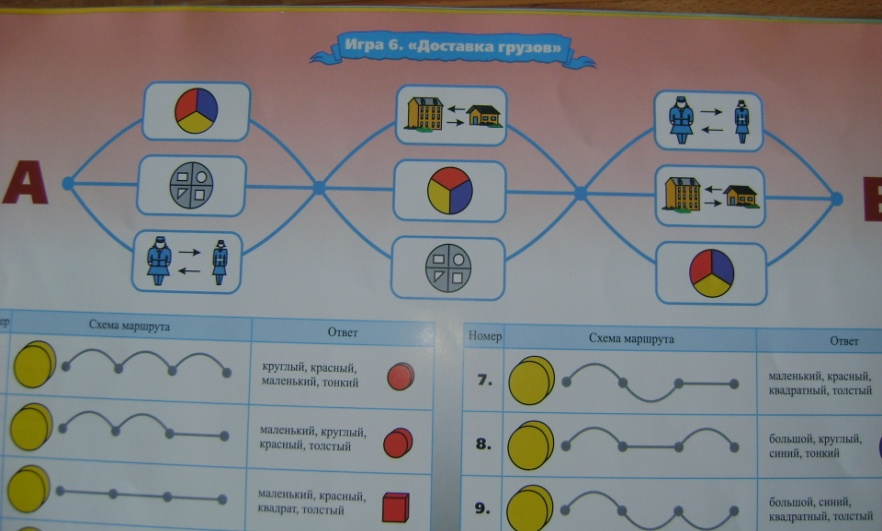 Игра 6. «Доставка грузов»
А
Схема маршрута
Ответ
круглый, красный,
маленький, тонкий
маленький, круглый,
красный, толстый
маленький, красный,
квадрат, толстый
Номер
Схема маршрута
Ответ
7.
маленький, красный,
квадратный, толстый
8.
большой, круглый,
синий, тонкий
9.
большой, синий,
квадратный, толстый